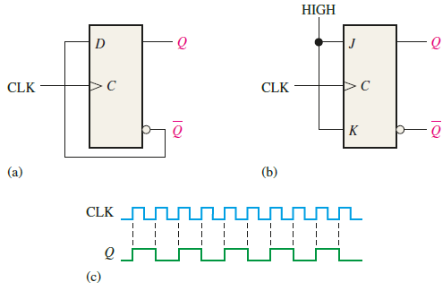 HIGH
D Q
CLK C
Q̅
(a)
J Q
CLK C
K Q̅
(b)
CLK
Q
(c)